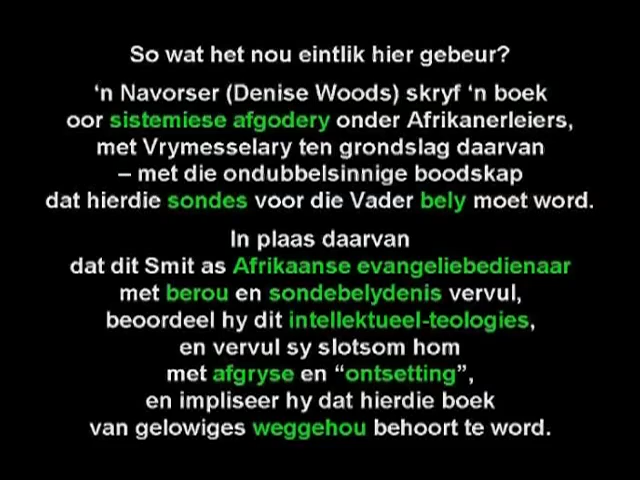 So wat het nou eintlik hier gebeur?
‘n Navorser (Denise Woods) skryf ‘n boek
oor sistemiese afgodery onder Afrikanerleiers,
met Vrymesselary ten grondslag daarvan
– met die ondubbelsinnige boodskap
dat hierdie sondes voor die Vader bely moet word.
In plaas daarvan
dat dit Smit as Afrikaanse evangeliebedienaar
met berou en sondebelydenis vervul,
beoordeel hy dit intellektueel-teologies,
en vervul sy slotsom hom
met afgryse en “ontsetting”,
en impliseer hy dat hierdie boek
van gelowiges weggehou behoort te word.